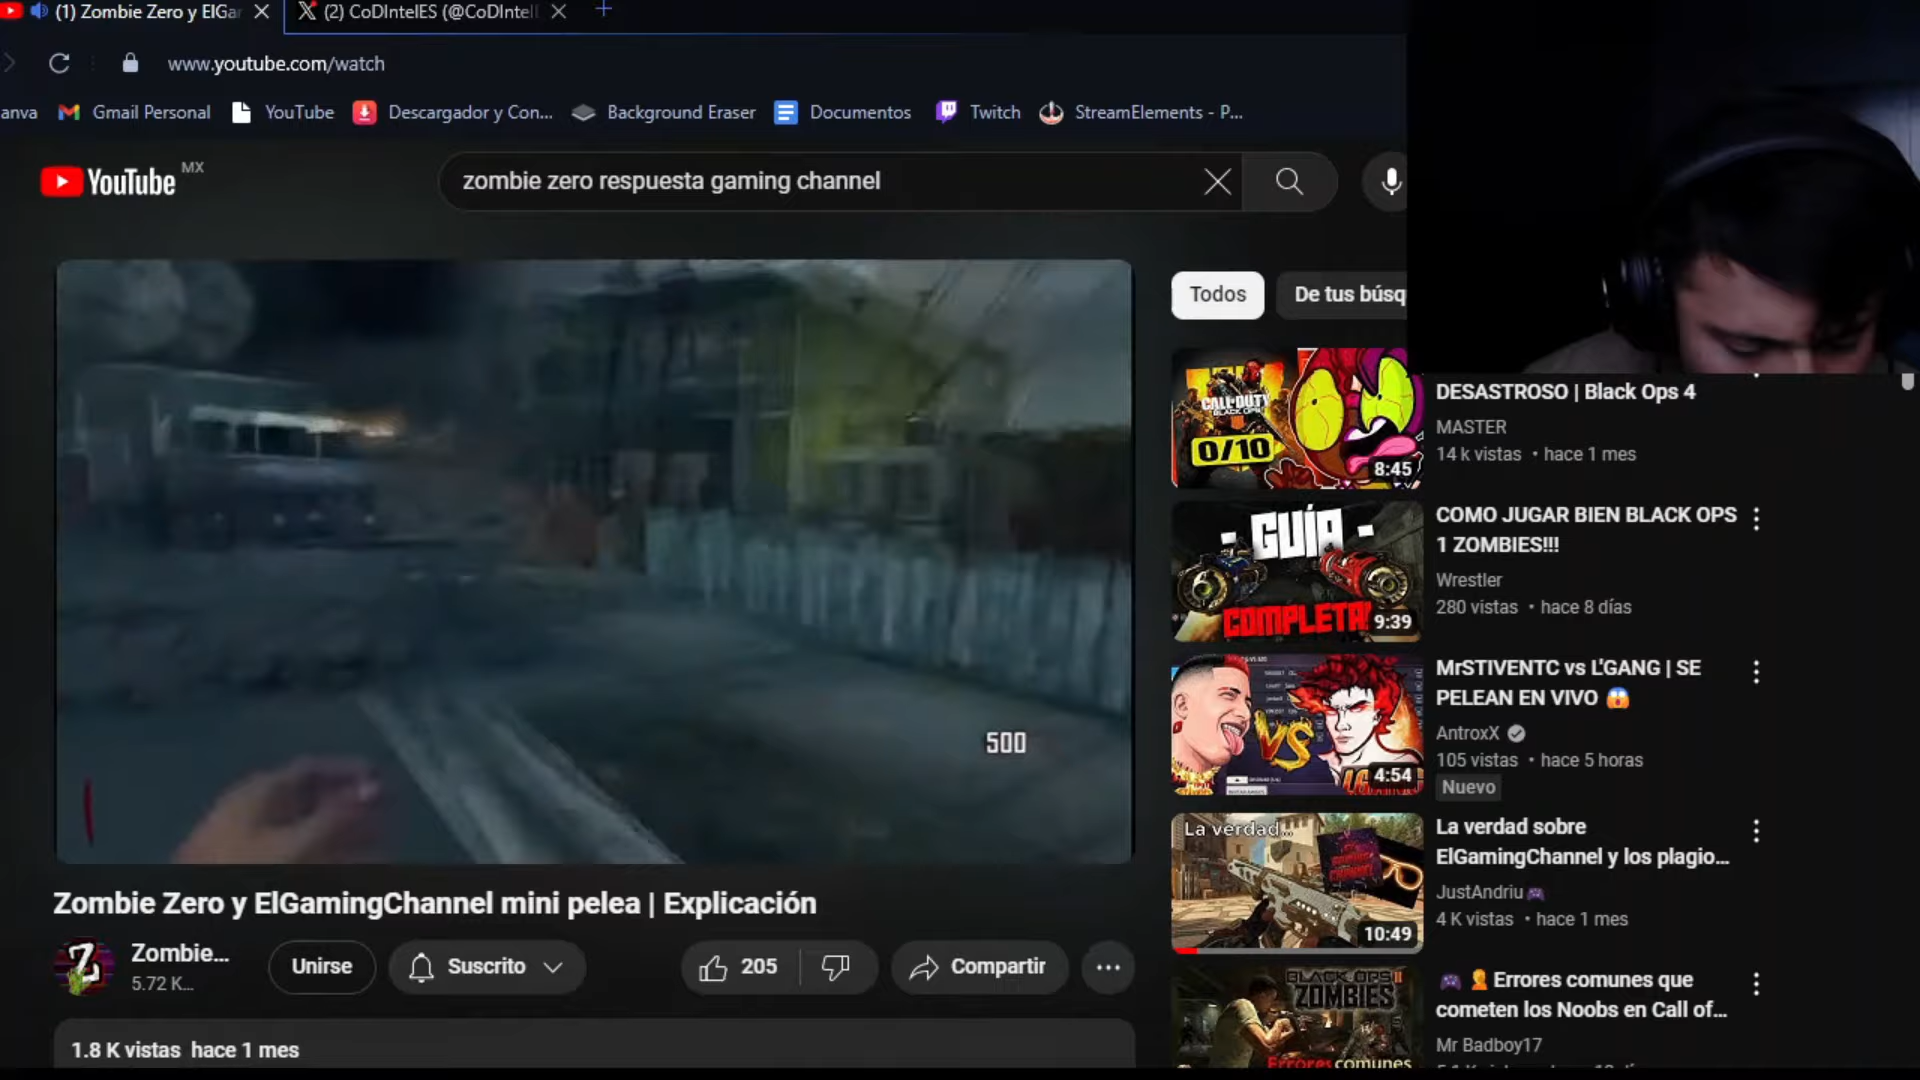 (1) Zombie Zero y ElGa
(2) CoDIntelES (@CoDIntel
www.youtube.com/watch
anva
Gmail Personal
YouTube
Descargador y Con...
Background Eraser
Documentos
Twitch
StreamElements - P...
YouTube MX
zombie zero respuesta gaming channel
Todos
De tus búsq
500
CALL OF DUTY
BLACK OPS
0/10
8:45
DESASTROSO | Black Ops 4
MASTER
14 k vistas • hace 1 mes
- GUÍA -
COMPLETA!
9:39
COMO JUGAR BIEN BLACK OPS
1 ZOMBIES!!!
Wrestler
280 vistas • hace 8 días
VS
4:54
MrSTIVENTC vs L'GANG | SE
PELEAN EN VIVO 😱
AntroxX
105 vistas • hace 5 horas
Nuevo
La verdad...
10:49
La verdad sobre
ElGamingChannel y los plagio...
JustAndriu🎮
4 K vistas • hace 1 mes
BLACK OPS II
ZOMBIES
Errores comunes
🎮 🤦 Errores comunes que
cometen los Noobs en Call of...
Mr Badboy17
Zombie Zero y ElGamingChannel mini pelea | Explicación
Zombie...
5.72 K...
Unirse
Suscrito
205
Compartir
1.8 K vistas hace 1 mes